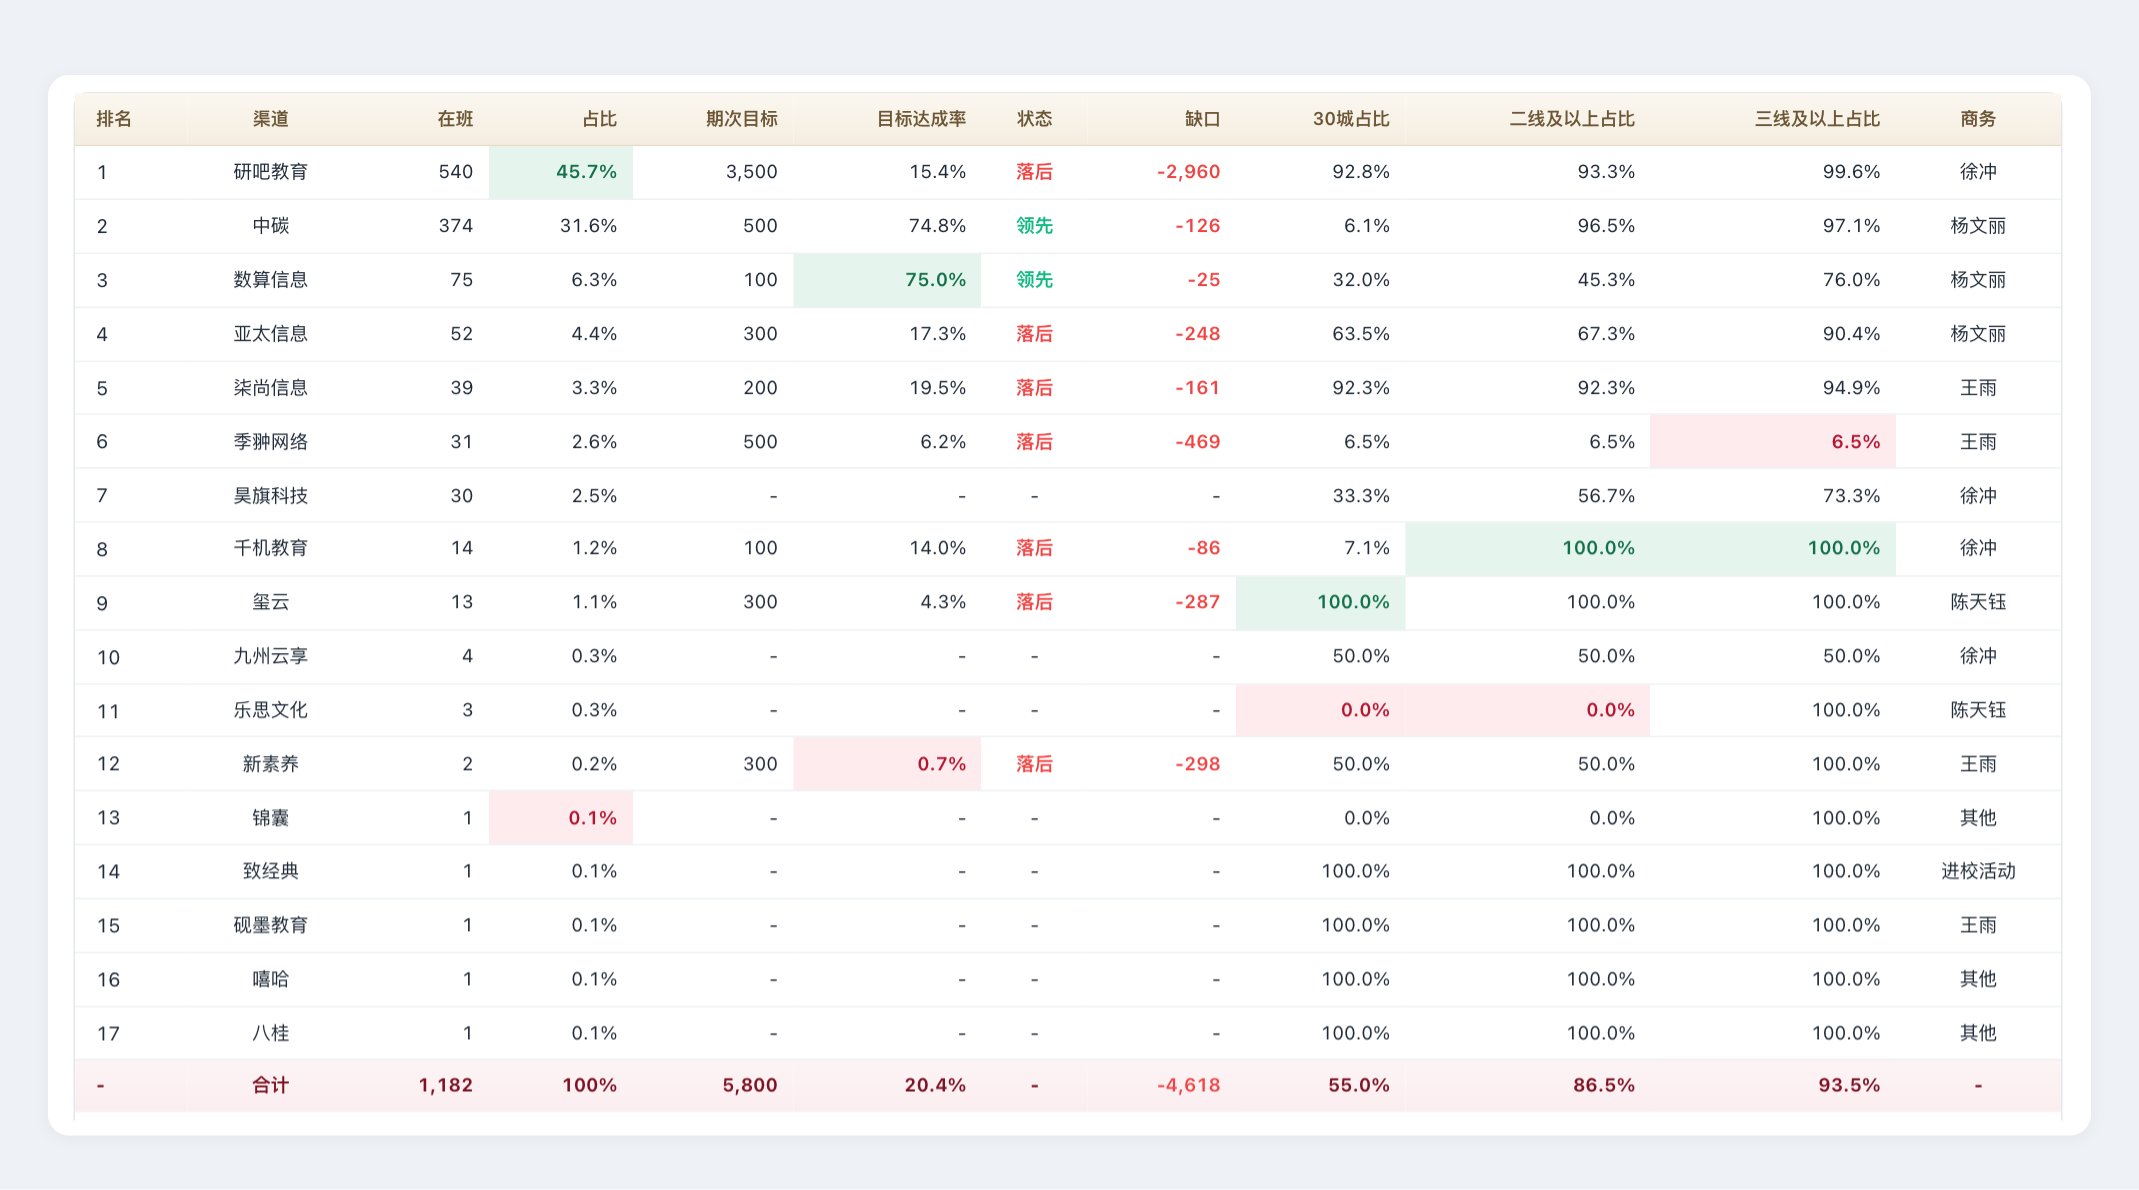 排名 渠道 在班 占比 期次目标 目标达成率 状态 缺口 30城占比 二线及以上占比 三线及以上占比 商务
1 研吧教育 540 45.7% 3,500 15.4% 落后 -2,960 92.8% 93.3% 99.6% 徐冲
2 中碳 374 31.6% 500 74.8% 领先 -126 6.1% 96.5% 97.1% 杨文丽
3 数算信息 75 6.3% 100 75.0% 领先 -25 32.0% 45.3% 76.0% 杨文丽
4 亚太信息 52 4.4% 300 17.3% 落后 -248 63.5% 67.3% 90.4% 杨文丽
5 柒尚信息 39 3.3% 200 19.5% 落后 -161 92.3% 92.3% 94.9% 王雨
6 季翀网络 31 2.6% 500 6.2% 落后 -469 6.5% 6.5% 6.5% 王雨
7 昊旗科技 30 2.5% - - - - 33.3% 56.7% 73.3% 徐冲
8 千机教育 14 1.2% 100 14.0% 落后 -86 7.1% 100.0% 100.0% 徐冲
9 玺云 13 1.1% 300 4.3% 落后 -287 100.0% 100.0% 100.0% 陈天钰
10 九州云享 4 0.3% - - - - 50.0% 50.0% 50.0% 徐冲
11 乐思文化 3 0.3% - - - - 0.0% 0.0% 100.0% 陈天钰
12 新素养 2 0.2% 300 0.7% 落后 -298 50.0% 50.0% 100.0% 王雨
13 锦囊 1 0.1% - - - - 0.0% 0.0% 100.0% 其他
14 致经典 1 0.1% - - - - 100.0% 100.0% 100.0% 进校活动
15 砚墨教育 1 0.1% - - - - 100.0% 100.0% 100.0% 王雨
16 嘻哈 1 0.1% - - - - 100.0% 100.0% 100.0% 其他
17 八桂 1 0.1% - - - - 100.0% 100.0% 100.0% 其他
- 合计 1,182 100% 5,800 20.4% - -4,618 55.0% 86.5% 93.5% -